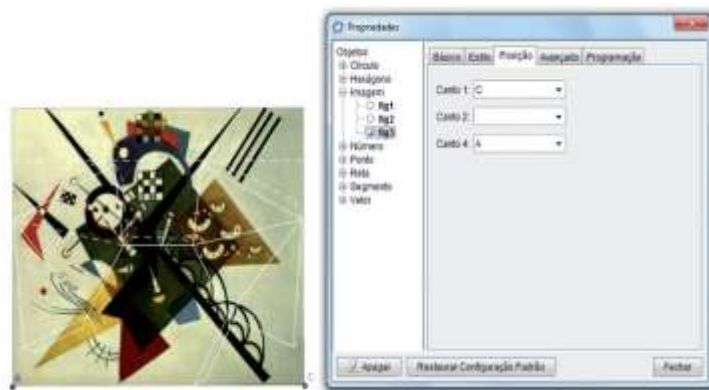 Propriedades
Objetos
Círculo
Hexágono
Imagem
fig1
fig2
fig3
Número
Ponto
Reta
Segmento
Vetor
Básico Estilo Posição Avançado Programação
Canto 1: C
Canto 2:
Canto 4: A
Apagar Restaurar Configuração Padrão Fechar
C